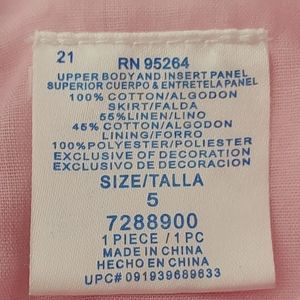 21 RN 95264
UPPER BODY AND INSERT PANEL
SUPERIOR CUERPO & ENTRETELA PANEL
100% COTTON/ALGODON
SKIRT/FALDA
55% LINEN/LINO
45% COTTON/ALGODON
LINING/FORRO
100% POLYESTER/POLIESTER
EXCLUSIVE OF DECORATION
EXCLUSIVO DE DECORACION
SIZE/TALLA
5
7288900
1 PIECE / 1 PC
MADE IN CHINA
HECHO EN CHINA
UPC# 091939689633